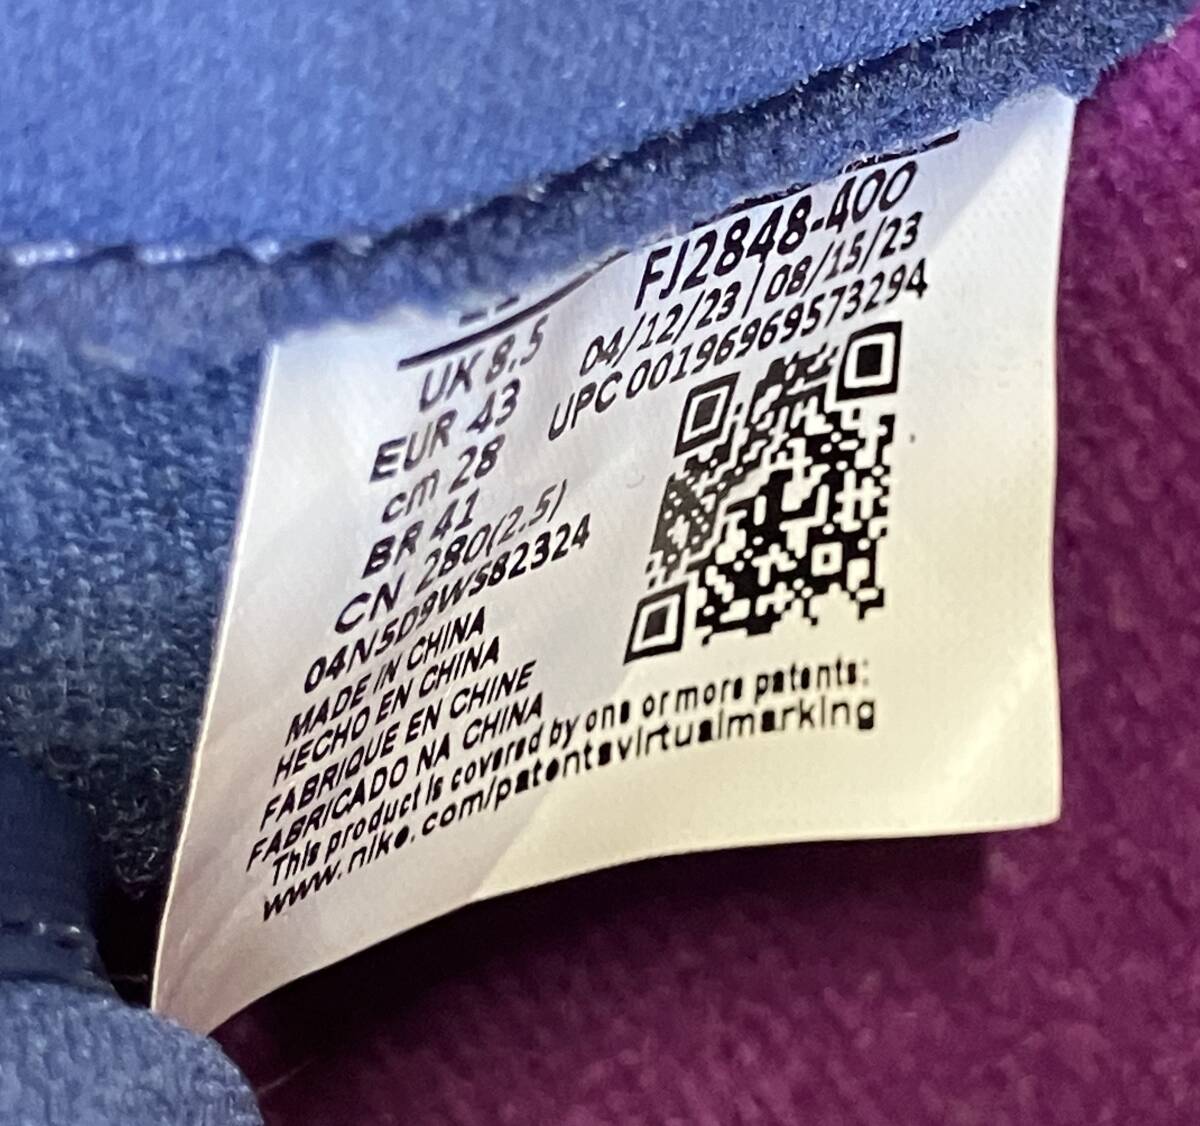 UK 8.5
EUR 43
cm 28
BR 41
CN 280(2.5)
04N5D9WS82324
MADE IN CHINA
HECHO EN CHINA
FABRIQUE EN CHINE
FABRICADO NA CHINA
This product is covered by one or more patents:
www.nike.com/patentsvirtualmarking
FJ2848-400
04/12/23 | 08/15/23
UPC 00196969573294